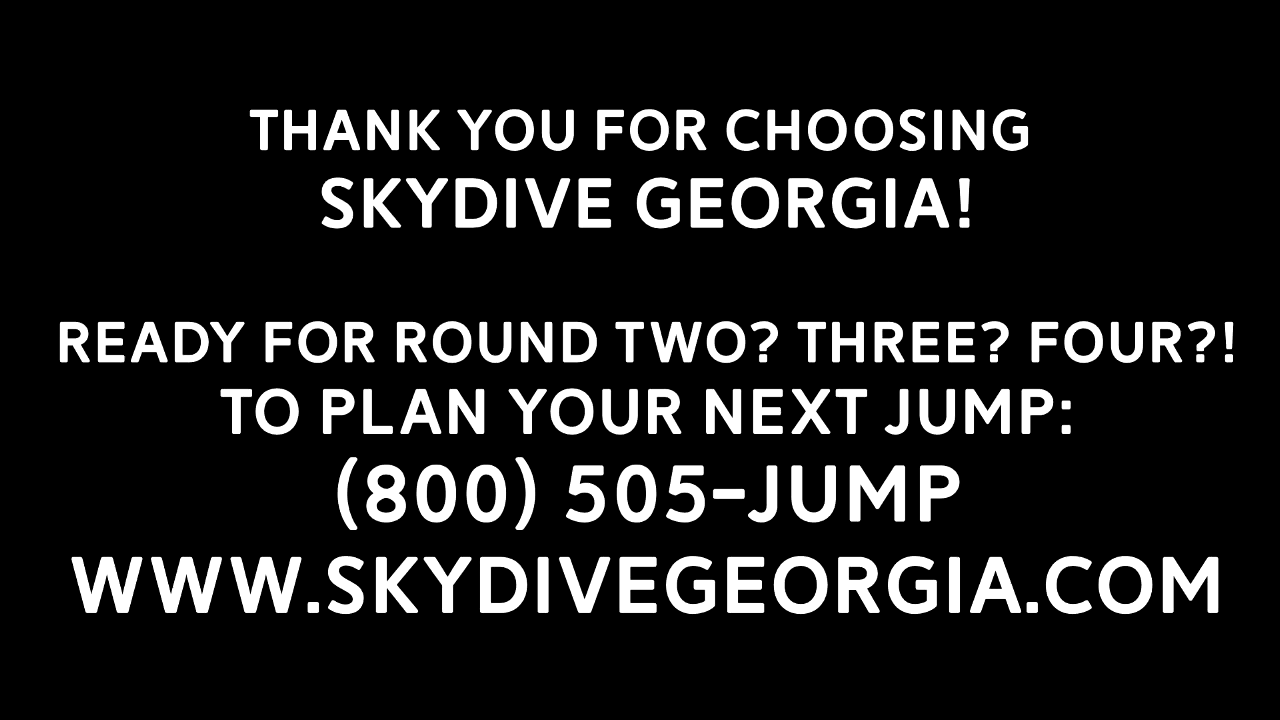 THANK YOU FOR CHOOSING
SKYDIVE GEORGIA!
READY FOR ROUND TWO? THREE? FOUR?!
TO PLAN YOUR NEXT JUMP:
(800) 505-JUMP
WWW.SKYDIVEGEORGIA.COM